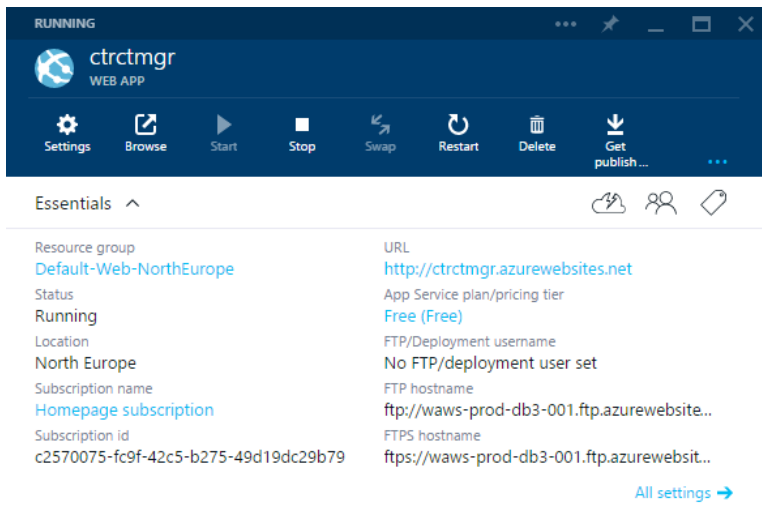 RUNNING
ctrctmgr
WEB APP
Settings
Browse
Start
Stop
Swap
Restart
Delete
Get
publish ...
Essentials
Resource group
Default-Web-NorthEurope
Status
Running
Location
North Europe
Subscription name
Homepage subscription
Subscription id
c2570075-fc9f-42c5-b275-49d19dc29b79
URL
http://ctrctmgr.azurewebsites.net
App Service plan/pricing tier
Free (Free)
FTP/Deployment username
No FTP/deployment user set
FTP hostname
ftp://waws-prod-db3-001.ftp.azurewebsite...
FTPS hostname
ftps://waws-prod-db3-001.ftp.azurewebsit...
All settings